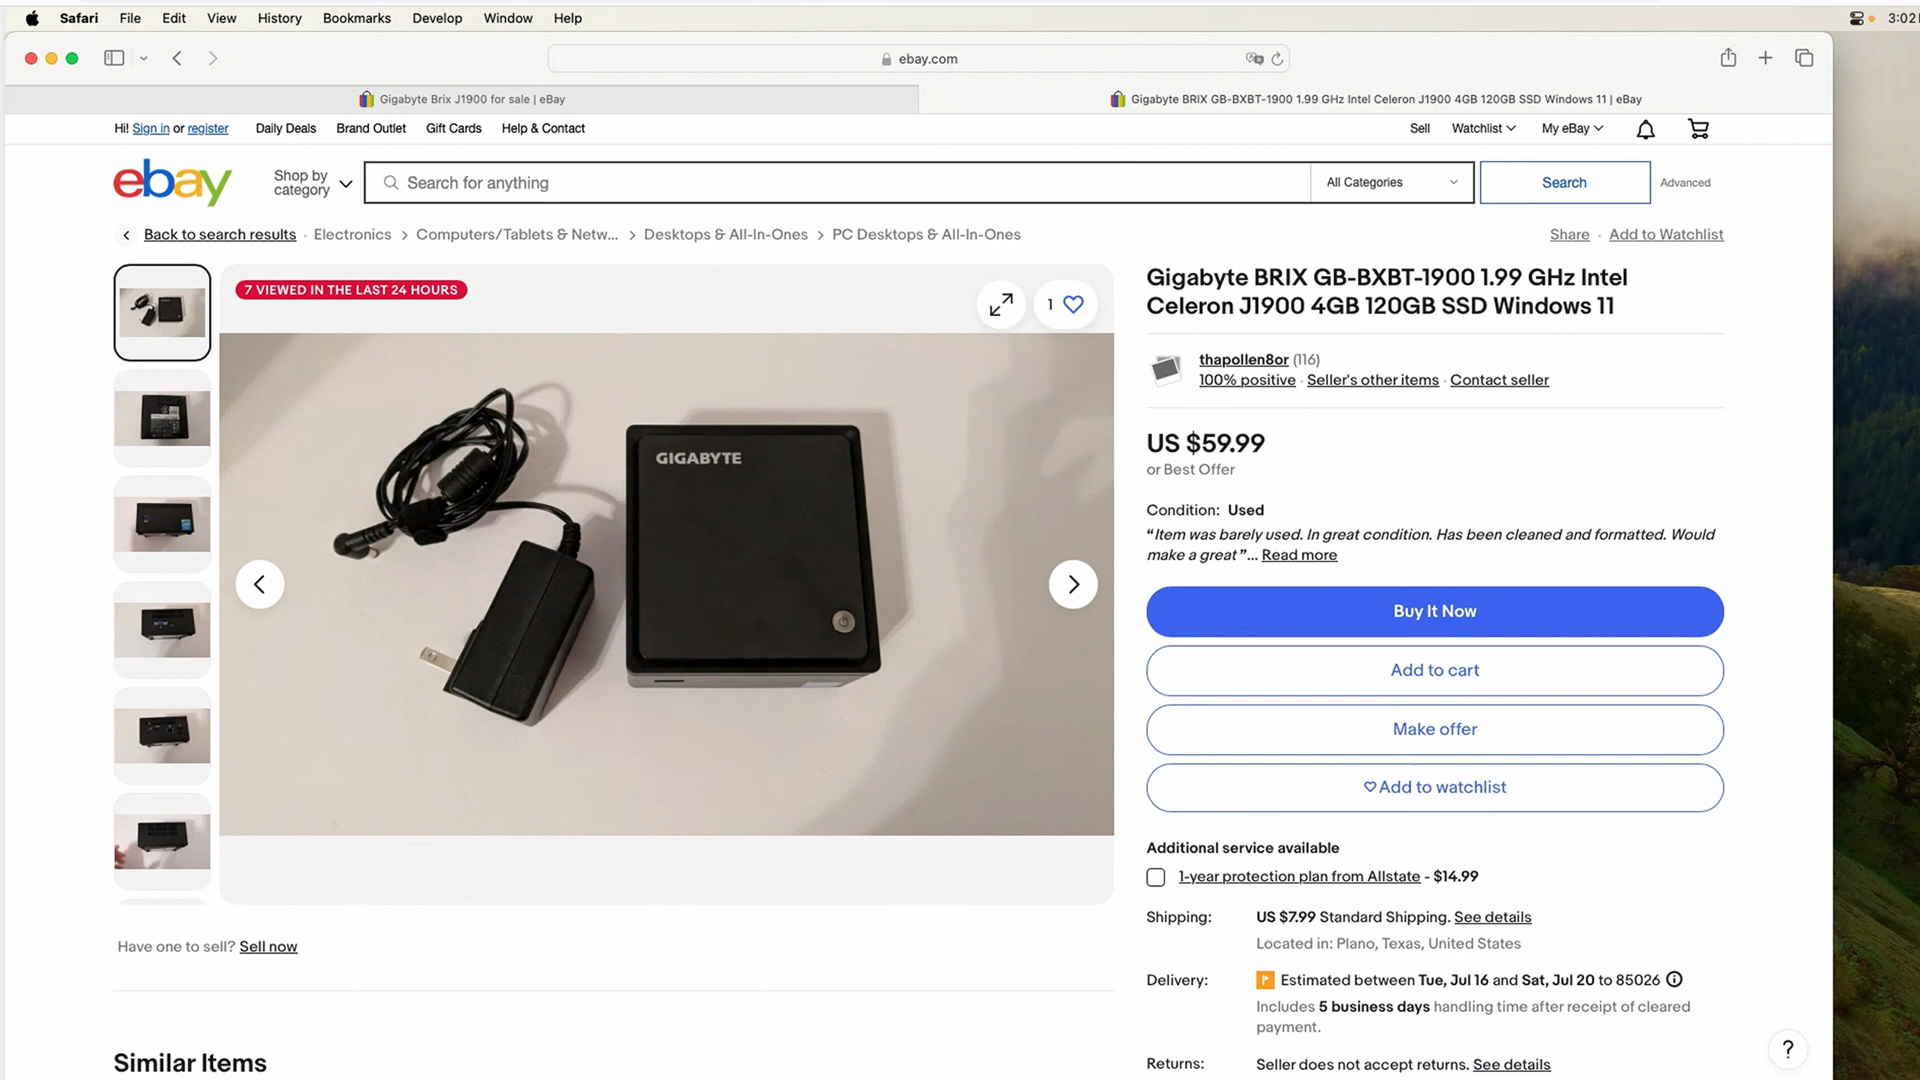 Safari File Edit View History Bookmarks Develop Window Help
3:02
ebay.com
Gigabyte Brix J1900 for sale | eBay
Gigabyte BRIX GB-BXBT-1900 1.99 GHz Intel Celeron J1900 4GB 120GB SSD Windows 11 | eBay
Hi! Sign in or register Daily Deals Brand Outlet Gift Cards Help & Contact
Sell Watchlist My eBay
ebay
Shop by
category
Search for anything
All Categories
Search
Advanced
Back to search results Electronics Computers/Tablets & Netw... Desktops & All-In-Ones PC Desktops & All-In-Ones
Share Add to Watchlist
7 VIEWED IN THE LAST 24 HOURS
1
GIGABYTE
Gigabyte BRIX GB-BXBT-1900 1.99 GHz Intel
Celeron J1900 4GB 120GB SSD Windows 11
thapollen8or (116)
100% positive · Seller's other items · Contact seller
US $59.99
or Best Offer
Condition: Used
“Item was barely used. In great condition. Has been cleaned and formatted. Would
make a great”... Read more
Buy It Now
Add to cart
Make offer
Add to watchlist
Additional service available
1-year protection plan from Allstate - $14.99
Shipping: US $7.99 Standard Shipping. See details
Located in: Plano, Texas, United States
Delivery: Estimated between Tue, Jul 16 and Sat, Jul 20 to 85026
Includes 5 business days handling time after receipt of cleared
payment.
Returns: Seller does not accept returns. See details
Have one to sell? Sell now
Similar Items
?